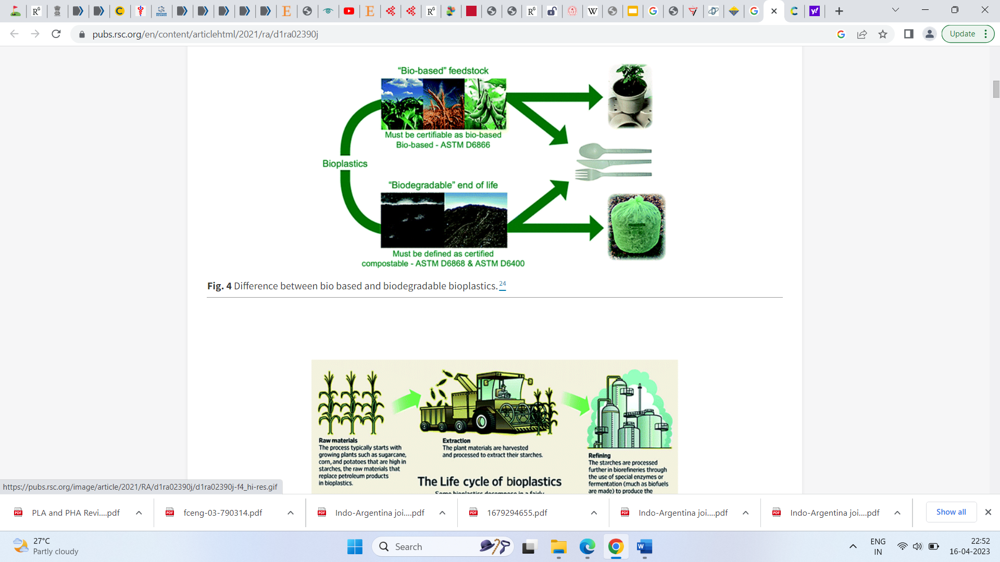 pubs.rsc.org/en/content/articlehtml/2021/ra/d1ra02390j
Update
“Bio-based” feedstock
Must be certifiable as bio-based
Bio-based - ASTM D6866
Bioplastics
“Biodegradable” end of life
Must be defined as certified
compostable - ASTM D6868 & ASTM D6400
Fig. 4 Difference between bio based and biodegradable bioplastics.24
Raw materials
The process typically starts with
growing plants such as sugarcane,
corn, and potatoes that are high in
starches, the raw materials that
replace petroleum products
in bioplastics.
Extraction
The plant materials are harvested
and processed to extract their starches.
Refining
The starches are processed
further in biorefineries through
the use of special enzymes or
fermentation (much as biofuels
are made) to produce the
The Life cycle of bioplastics
Some bioplastics decompose in a fairly
https://pubs.rsc.org/image/article/2021/RA/d1ra02390j/d1ra02390j-f4_hi-res.gif
PLA and PHA Revi....pdf
fceng-03-790314.pdf
Indo-Argentina joi....pdf
1679294655.pdf
Indo-Argentina joi....pdf
Indo-Argentina joi....pdf
Show all
27°C
Partly cloudy
Search
ENG
IN
22:52
16-04-2023